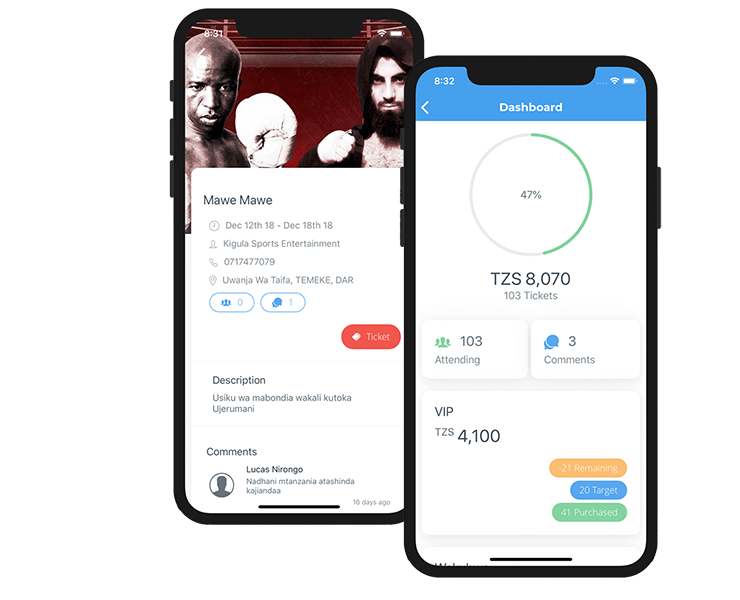 8:31
Mawe Mawe
Dec 12th 18 - Dec 18th 18
Kigula Sports Entertainment
0717477079
Uwanja Wa Taifa, TEMEKE, DAR
0
1
Ticket
Description
Usiku wa mabondia wakali kutoka
Ujerumani
Comments
Lucas Nirongo
Nadhani mtanzania atashinda
kajiandaa
16 days ago
8:32
Dashboard
47%
TZS 8,070
103 Tickets
103
Attending
3
Comments
VIP
TZS 4,100
-21 Remaining
20 Target
41 Purchased